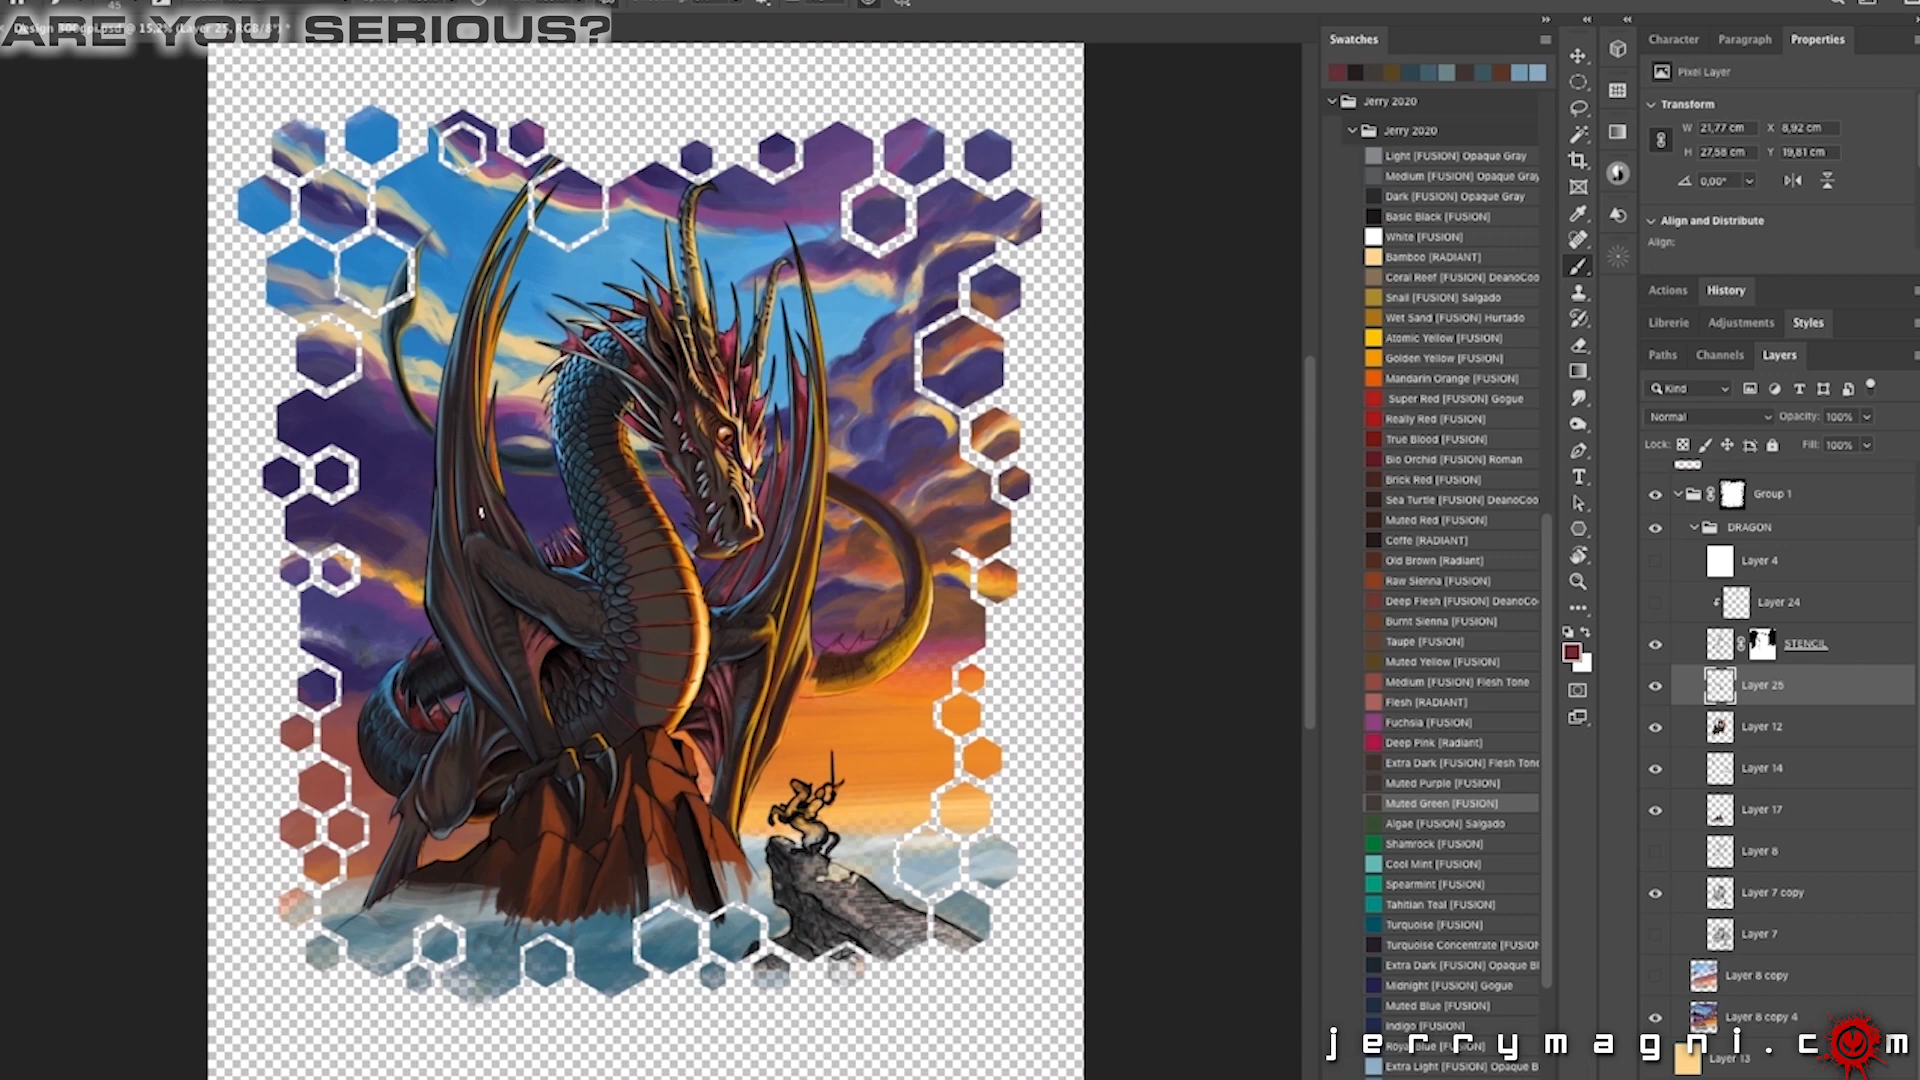 ARE YOU SERIOUS?
Swatches
Jerry 2020
Jerry 2020
Light [FUSION] Opaque Gray
Medium [FUSION] Opaque Gray
Dark [FUSION] Opaque Gray
Basic Black [FUSION]
White [FUSION]
Bamboo [RADIANT]
Coral Reef [FUSION] DeanoCoo
Snail [FUSION] Salgado
Wet Sand [FUSION] Hurtado
Atomic Yellow [FUSION]
Golden Yellow [FUSION]
Mandarin Orange [FUSION]
Super Red [FUSION] Gogue
Really Red [FUSION]
True Blood [FUSION]
Bio Orchid [FUSION] Roman
Brick Red [FUSION]
Sea Turtle [FUSION] DeanoCoo
Muted Red [FUSION]
Coffe [RADIANT]
Old Brown [Radiant]
Raw Sienna [FUSION]
Deep Flesh [FUSION] DeanoCoo
Burnt Sienna [FUSION]
Taupe [FUSION]
Muted Yellow [FUSION]
Medium [FUSION] Flesh Tone
Flesh [RADIANT]
Fuchsia [FUSION]
Deep Pink [Radiant]
Extra Dark [FUSION] Flesh Tone
Muted Purple [FUSION]
Muted Green [FUSION]
Algae [FUSION] Salgado
Shamrock [FUSION]
Cool Mint [FUSION]
Spearmint [FUSION]
Tahitian Teal [FUSION]
Turquoise [FUSION]
Turquoise Concentrate [FUSION
Extra Dark [FUSION] Opaque Bl
Midnight [FUSION] Gogue
Muted Blue [FUSION]
Indigo [FUSION]
Extra Light [FUSION] Opaque B
Character Paragraph Properties
Pixel Layer
Transform
W 21,77 cm X 8,92 cm
H 27,58 cm Y 19,81 cm
0,00°
Align and Distribute
Align:
Actions History
Librerie Adjustments Styles
Paths Channels Layers
Kind
Normal Opacity: 100%
Lock: Fill: 100%
Group 1
DRAGON
Layer 4
Layer 24
STENCIL
Layer 25
Layer 12
Layer 14
Layer 17
Layer 8
Layer 7 copy
Layer 7
Layer 8 copy
Layer 8 copy 4
Layer 13
jerrymagni.com